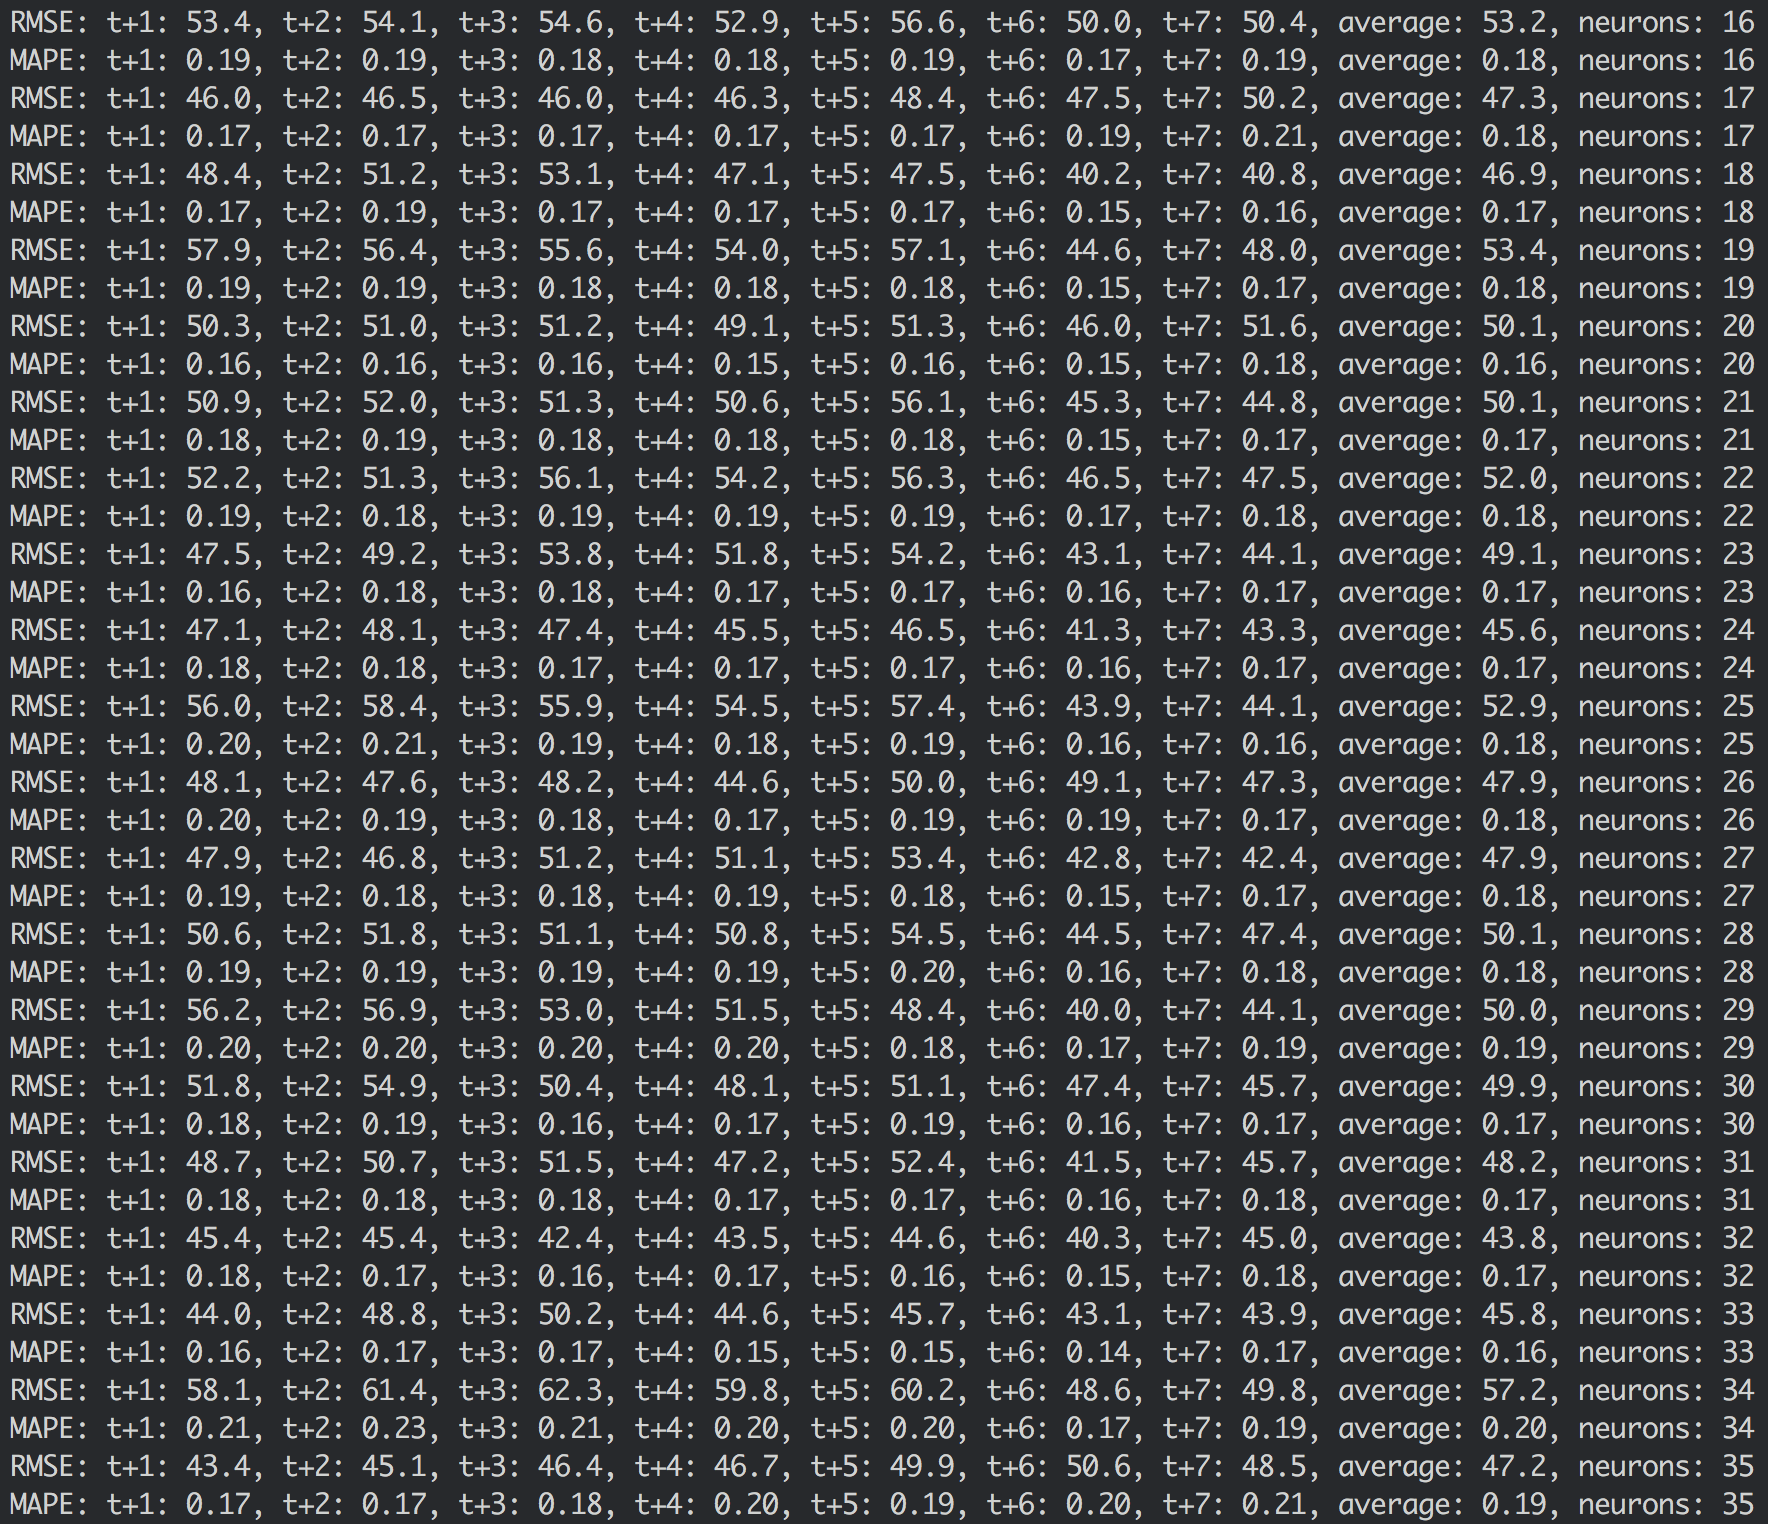 RMSE: t+1: 53.4, t+2: 54.1, t+3: 54.6, t+4: 52.9, t+5: 56.6, t+6: 50.0, t+7: 50.4, average: 53.2, neurons: 16
MAPE: t+1: 0.19, t+2: 0.19, t+3: 0.18, t+4: 0.18, t+5: 0.19, t+6: 0.17, t+7: 0.19, average: 0.18, neurons: 16
RMSE: t+1: 46.0, t+2: 46.5, t+3: 46.0, t+4: 46.3, t+5: 48.4, t+6: 47.5, t+7: 50.2, average: 47.3, neurons: 17
MAPE: t+1: 0.17, t+2: 0.17, t+3: 0.17, t+4: 0.17, t+5: 0.17, t+6: 0.19, t+7: 0.21, average: 0.18, neurons: 17
RMSE: t+1: 48.4, t+2: 51.2, t+3: 53.1, t+4: 47.1, t+5: 47.5, t+6: 40.2, t+7: 40.8, average: 46.9, neurons: 18
MAPE: t+1: 0.17, t+2: 0.19, t+3: 0.17, t+4: 0.17, t+5: 0.17, t+6: 0.15, t+7: 0.16, average: 0.17, neurons: 18
RMSE: t+1: 57.9, t+2: 56.4, t+3: 55.6, t+4: 54.0, t+5: 57.1, t+6: 44.6, t+7: 48.0, average: 53.4, neurons: 19
MAPE: t+1: 0.19, t+2: 0.19, t+3: 0.18, t+4: 0.18, t+5: 0.18, t+6: 0.15, t+7: 0.17, average: 0.18, neurons: 19
RMSE: t+1: 50.3, t+2: 51.0, t+3: 51.2, t+4: 49.1, t+5: 51.3, t+6: 46.0, t+7: 51.6, average: 50.1, neurons: 20
MAPE: t+1: 0.16, t+2: 0.16, t+3: 0.16, t+4: 0.15, t+5: 0.16, t+6: 0.15, t+7: 0.18, average: 0.16, neurons: 20
RMSE: t+1: 50.9, t+2: 52.0, t+3: 51.3, t+4: 50.6, t+5: 56.1, t+6: 45.3, t+7: 44.8, average: 50.1, neurons: 21
MAPE: t+1: 0.18, t+2: 0.19, t+3: 0.18, t+4: 0.18, t+5: 0.18, t+6: 0.15, t+7: 0.17, average: 0.17, neurons: 21
RMSE: t+1: 52.2, t+2: 51.3, t+3: 56.1, t+4: 54.2, t+5: 56.3, t+6: 46.5, t+7: 47.5, average: 52.0, neurons: 22
MAPE: t+1: 0.19, t+2: 0.18, t+3: 0.19, t+4: 0.19, t+5: 0.19, t+6: 0.17, t+7: 0.18, average: 0.18, neurons: 22
RMSE: t+1: 47.5, t+2: 49.2, t+3: 53.8, t+4: 51.8, t+5: 54.2, t+6: 43.1, t+7: 44.1, average: 49.1, neurons: 23
MAPE: t+1: 0.16, t+2: 0.18, t+3: 0.18, t+4: 0.17, t+5: 0.17, t+6: 0.16, t+7: 0.17, average: 0.17, neurons: 23
RMSE: t+1: 47.1, t+2: 48.1, t+3: 47.4, t+4: 45.5, t+5: 46.5, t+6: 41.3, t+7: 43.3, average: 45.6, neurons: 24
MAPE: t+1: 0.18, t+2: 0.18, t+3: 0.17, t+4: 0.17, t+5: 0.17, t+6: 0.16, t+7: 0.17, average: 0.17, neurons: 24
RMSE: t+1: 56.0, t+2: 58.4, t+3: 55.9, t+4: 54.5, t+5: 57.4, t+6: 43.9, t+7: 44.1, average: 52.9, neurons: 25
MAPE: t+1: 0.20, t+2: 0.21, t+3: 0.19, t+4: 0.18, t+5: 0.19, t+6: 0.16, t+7: 0.16, average: 0.18, neurons: 25
RMSE: t+1: 48.1, t+2: 47.6, t+3: 48.2, t+4: 44.6, t+5: 50.0, t+6: 49.1, t+7: 47.3, average: 47.9, neurons: 26
MAPE: t+1: 0.20, t+2: 0.19, t+3: 0.18, t+4: 0.17, t+5: 0.19, t+6: 0.19, t+7: 0.17, average: 0.18, neurons: 26
RMSE: t+1: 47.9, t+2: 46.8, t+3: 51.2, t+4: 51.1, t+5: 53.4, t+6: 42.8, t+7: 42.4, average: 47.9, neurons: 27
MAPE: t+1: 0.19, t+2: 0.18, t+3: 0.18, t+4: 0.19, t+5: 0.18, t+6: 0.15, t+7: 0.17, average: 0.18, neurons: 27
RMSE: t+1: 50.6, t+2: 51.8, t+3: 51.1, t+4: 50.8, t+5: 54.5, t+6: 44.5, t+7: 47.4, average: 50.1, neurons: 28
MAPE: t+1: 0.19, t+2: 0.19, t+3: 0.19, t+4: 0.19, t+5: 0.20, t+6: 0.16, t+7: 0.18, average: 0.18, neurons: 28
RMSE: t+1: 56.2, t+2: 56.9, t+3: 53.0, t+4: 51.5, t+5: 48.4, t+6: 40.0, t+7: 44.1, average: 50.0, neurons: 29
MAPE: t+1: 0.20, t+2: 0.20, t+3: 0.20, t+4: 0.20, t+5: 0.18, t+6: 0.17, t+7: 0.19, average: 0.19, neurons: 29
RMSE: t+1: 51.8, t+2: 54.9, t+3: 50.4, t+4: 48.1, t+5: 51.1, t+6: 47.4, t+7: 45.7, average: 49.9, neurons: 30
MAPE: t+1: 0.18, t+2: 0.19, t+3: 0.16, t+4: 0.17, t+5: 0.19, t+6: 0.16, t+7: 0.17, average: 0.17, neurons: 30
RMSE: t+1: 48.7, t+2: 50.7, t+3: 51.5, t+4: 47.2, t+5: 52.4, t+6: 41.5, t+7: 45.7, average: 48.2, neurons: 31
MAPE: t+1: 0.18, t+2: 0.18, t+3: 0.18, t+4: 0.17, t+5: 0.17, t+6: 0.16, t+7: 0.18, average: 0.17, neurons: 31
RMSE: t+1: 45.4, t+2: 45.4, t+3: 42.4, t+4: 43.5, t+5: 44.6, t+6: 40.3, t+7: 45.0, average: 43.8, neurons: 32
MAPE: t+1: 0.18, t+2: 0.17, t+3: 0.16, t+4: 0.17, t+5: 0.16, t+6: 0.15, t+7: 0.18, average: 0.17, neurons: 32
RMSE: t+1: 44.0, t+2: 48.8, t+3: 50.2, t+4: 44.6, t+5: 45.7, t+6: 43.1, t+7: 43.9, average: 45.8, neurons: 33
MAPE: t+1: 0.16, t+2: 0.17, t+3: 0.17, t+4: 0.15, t+5: 0.15, t+6: 0.14, t+7: 0.17, average: 0.16, neurons: 33
RMSE: t+1: 58.1, t+2: 61.4, t+3: 62.3, t+4: 59.8, t+5: 60.2, t+6: 48.6, t+7: 49.8, average: 57.2, neurons: 34
MAPE: t+1: 0.21, t+2: 0.23, t+3: 0.21, t+4: 0.20, t+5: 0.20, t+6: 0.17, t+7: 0.19, average: 0.20, neurons: 34
RMSE: t+1: 43.4, t+2: 45.1, t+3: 46.4, t+4: 46.7, t+5: 49.9, t+6: 50.6, t+7: 48.5, average: 47.2, neurons: 35
MAPE: t+1: 0.17, t+2: 0.17, t+3: 0.18, t+4: 0.20, t+5: 0.19, t+6: 0.20, t+7: 0.21, average: 0.19, neurons: 35